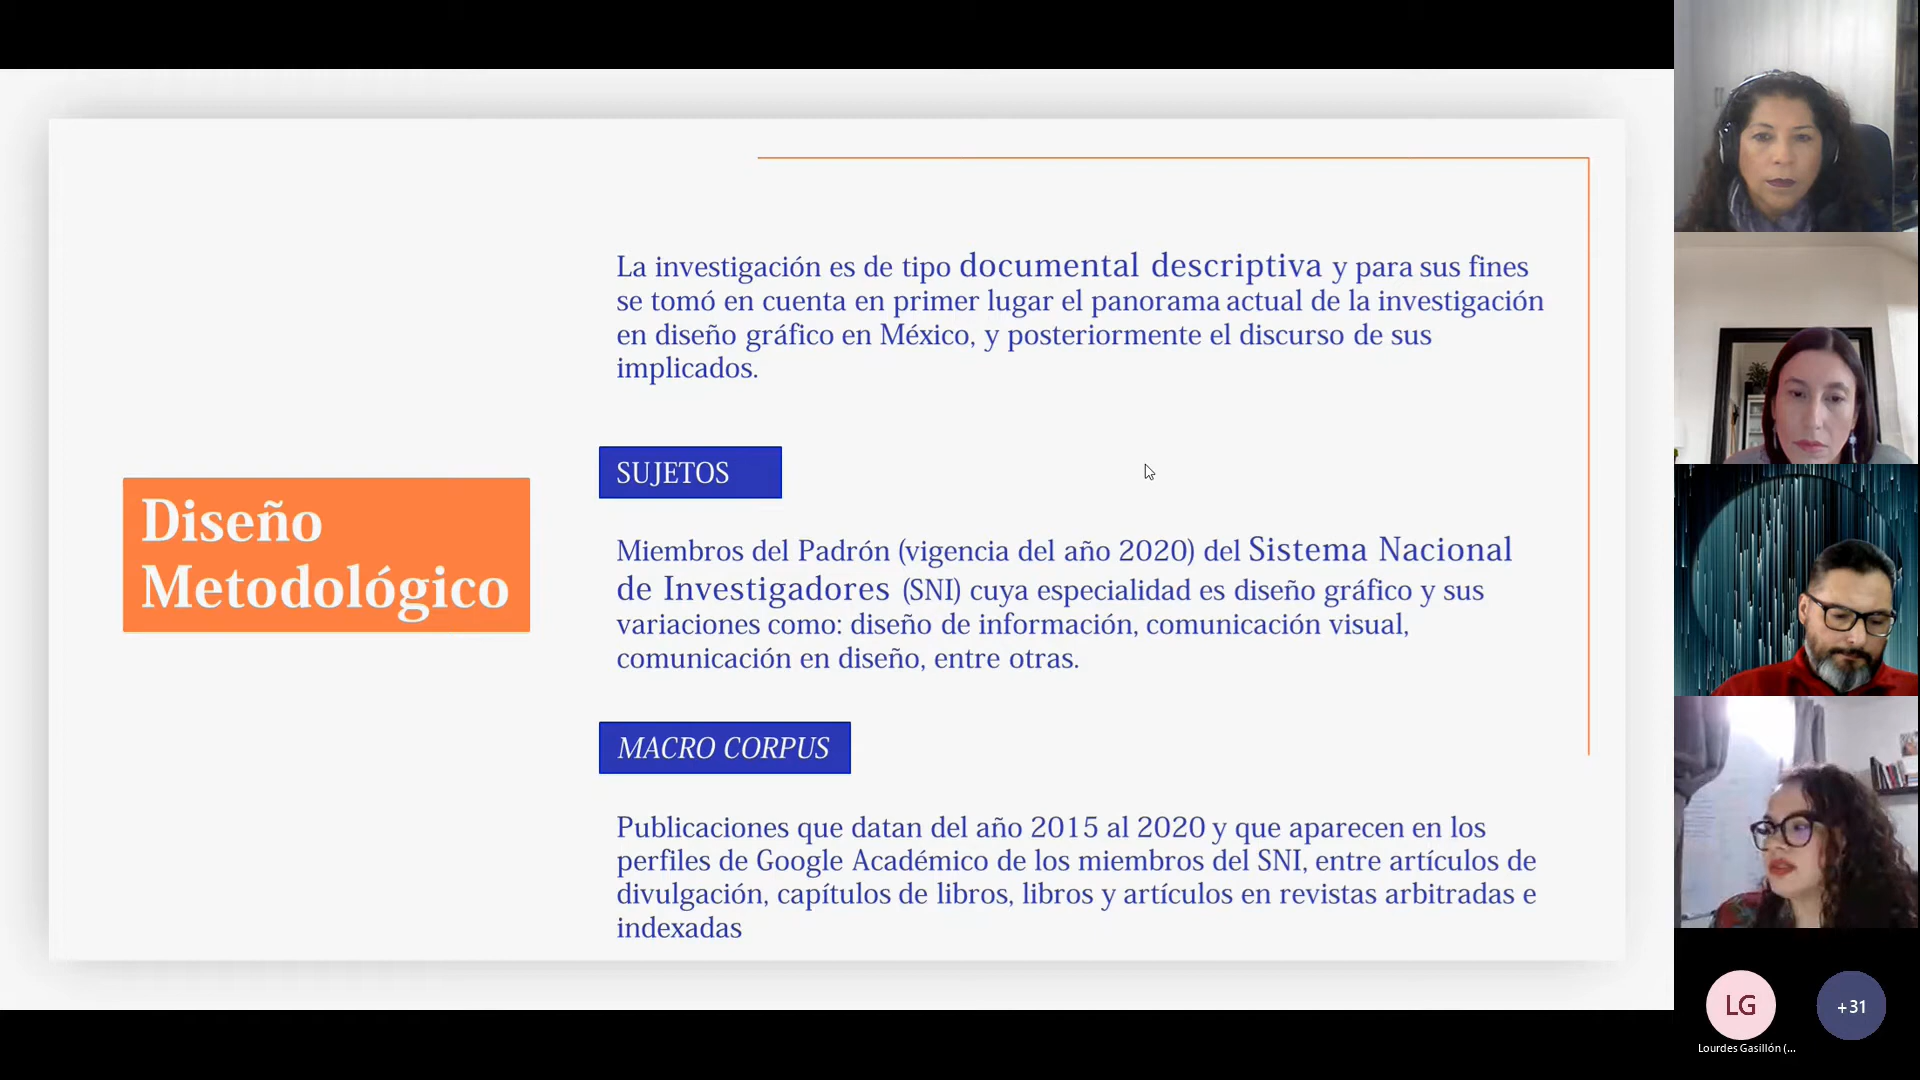 Diseño
Metodológico
La investigación es de tipo documental descriptiva y para sus fines
se tomó en cuenta en primer lugar el panorama actual de la investigación
en diseño gráfico en México, y posteriormente el discurso de sus
implicados.
SUJETOS
Miembros del Padrón (vigencia del año 2020) del Sistema Nacional
de Investigadores (SNI) cuya especialidad es diseño gráfico y sus
variaciones como: diseño de información, comunicación visual,
comunicación en diseño, entre otras.
MACRO CORPUS
Publicaciones que datan del año 2015 al 2020 y que aparecen en los
perfiles de Google Académico de los miembros del SNI, entre artículos de
divulgación, capítulos de libros, libros y artículos en revistas arbitradas e
indexadas
LG
+31
Lourdes Gasillón (...